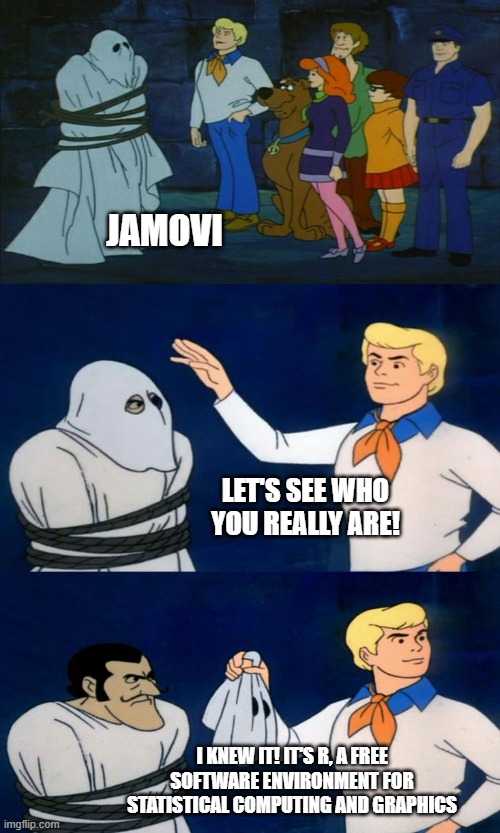 JAMOVI
LET'S SEE WHO
YOU REALLY ARE!
I KNEW IT! IT'S R, A FREE
SOFTWARE ENVIRONMENT FOR
STATISTICAL COMPUTING AND GRAPHICS
imgflip.com